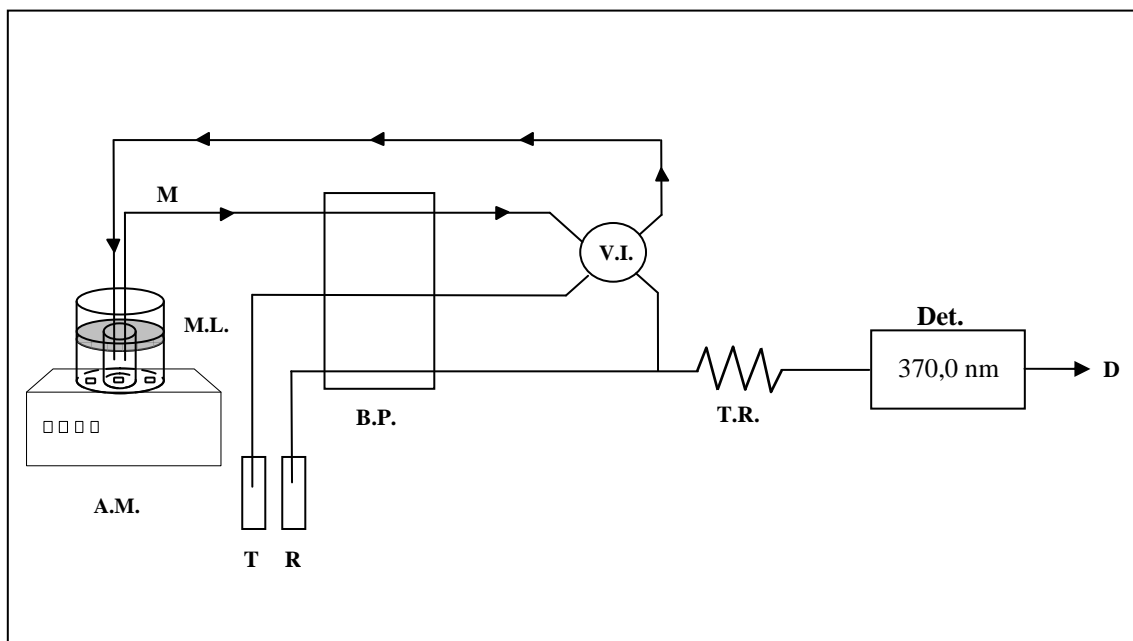 M
V.I.
M.L.
Det.
370,0 nm
D
B.P.
T.R.
A.M.
T
R